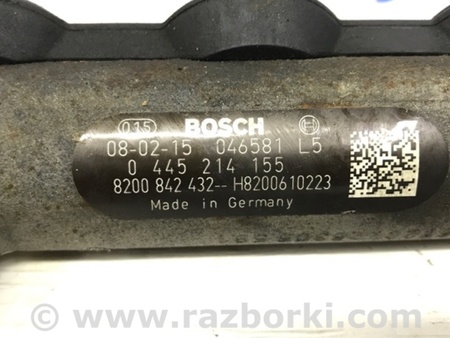 015 BOSCH
08-02-15 046581 L5
0 445 214 155
8200 842 432-- H8200610223
Made in Germany
© www.razborki.com